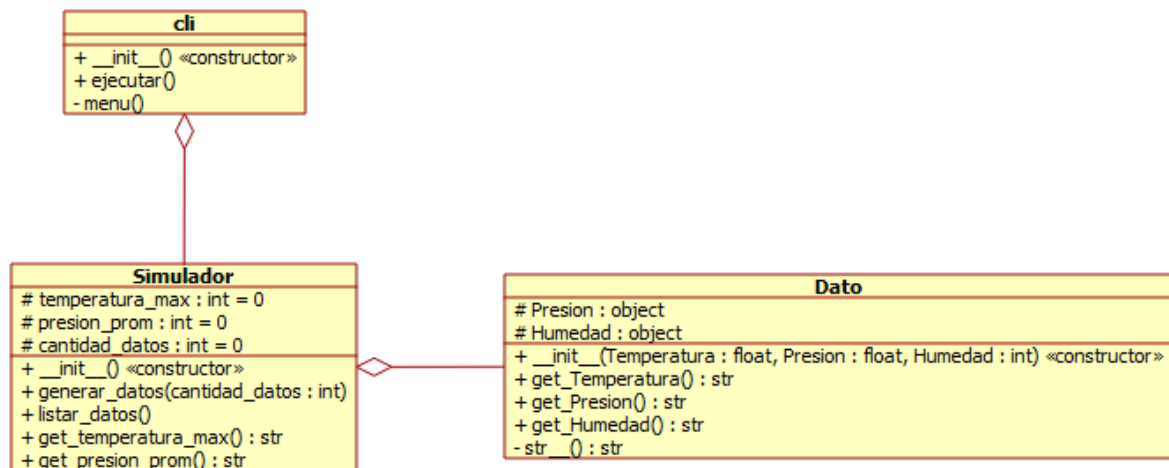 cli
+ __init__() «constructor»
+ ejecutar()
- menu()
Simulador
# temperatura_max : int = 0
# presion_prom : int = 0
# cantidad_datos : int = 0
+ __init__() «constructor»
+ generar_datos(cantidad_datos : int)
+ listar_datos()
+ get_temperatura_max() : str
+ get_presion_prom() : str
Dato
# Presion : object
# Humedad : object
+ __init__(Temperatura : float, Presion : float, Humedad : int) «constructor»
+ get_Temperatura() : str
+ get_Presion() : str
+ get_Humedad() : str
- str__() : str